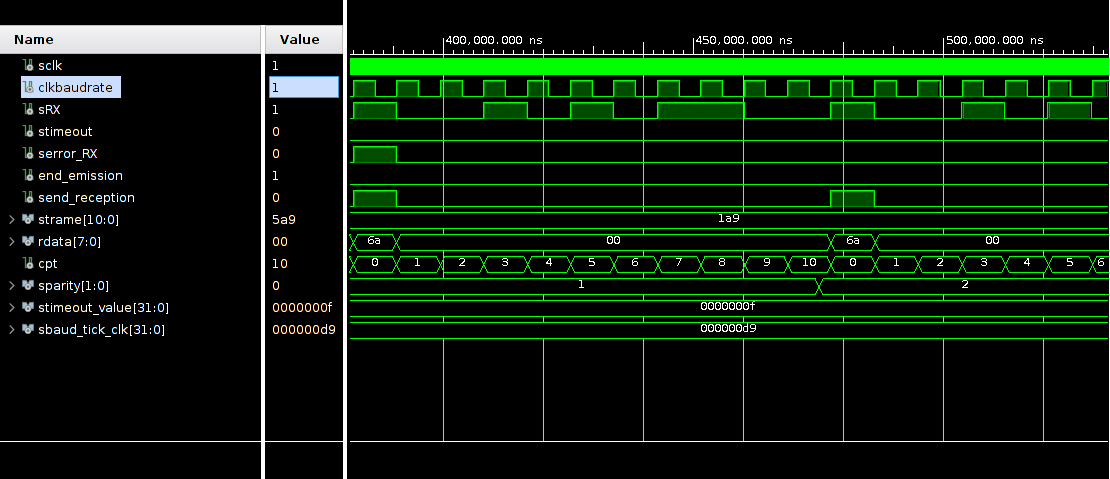 Name Value
400,000.000 ns 450,000.000 ns 500,000.000 ns
sclk 1
clkbaudrate 1
sRX 1
stimeout 0
serror_RX 0
end_emission 1
send_reception 0
strame[10:0] 5a9 1a9
rdata[7:0] 00 6a 00 6a 00
cpt 10 0 1 2 3 4 5 6 7 8 9 10 0 1 2 3 4 5 6
sparity[1:0] 0 1 2
stimeout_value[31:0] 0000000f 0000000f
sbaud_tick_clk[31:0] 000000d9 000000d9